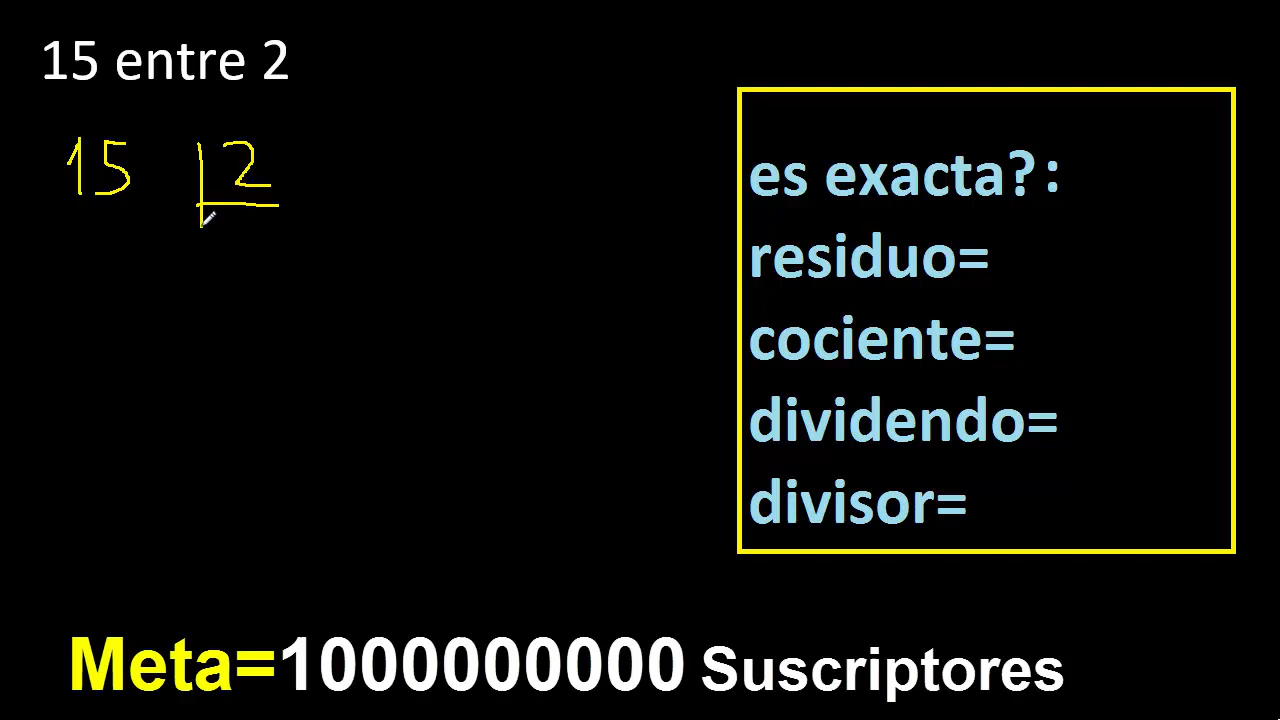 15 entre 2
15 2
es exacta?:
residuo=
cociente=
dividendo=
divisor=
Meta=1000000000 Suscriptores